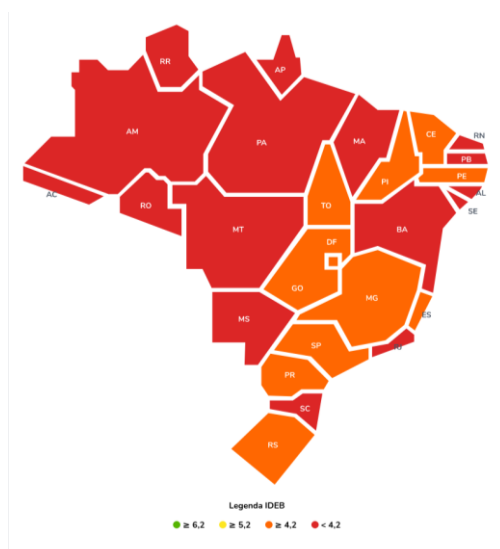 RR
AP
AM
PA
MA
CE
RN
PB
PI
PE
AC
AL
TO
SE
RO
MT
BA
DF
GO
MG
MS
ES
SP
RJ
PR
SC
RS
Legenda IDEB
≥ 6,2 ≥ 5,2 ≥ 4,2 < 4,2